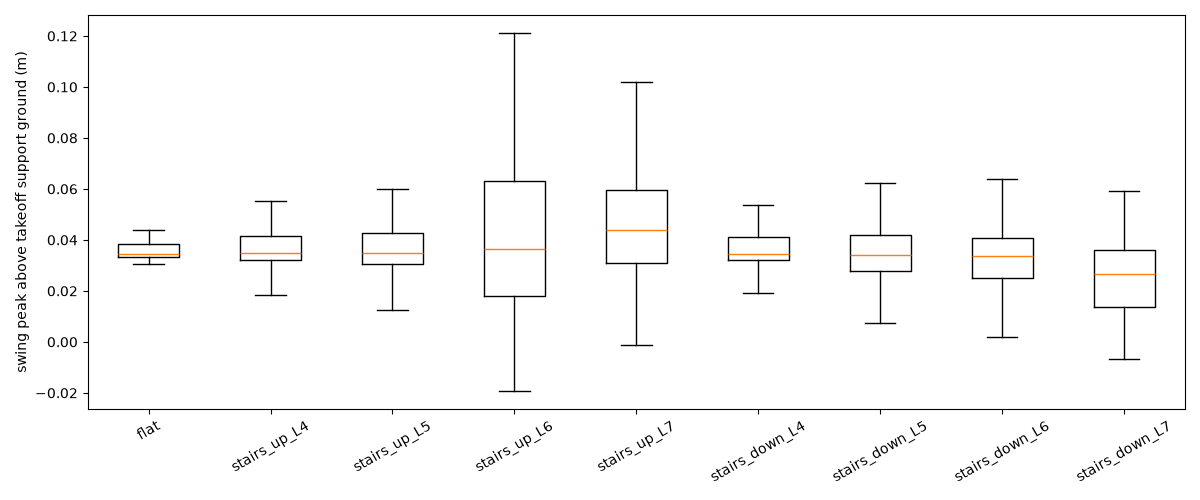 swing peak above takeoff support ground (m)
0.12
0.10
0.08
0.06
0.04
0.02
0.00
−0.02
flat
stairs_up_L4
stairs_up_L5
stairs_up_L6
stairs_up_L7
stairs_down_L4
stairs_down_L5
stairs_down_L6
stairs_down_L7